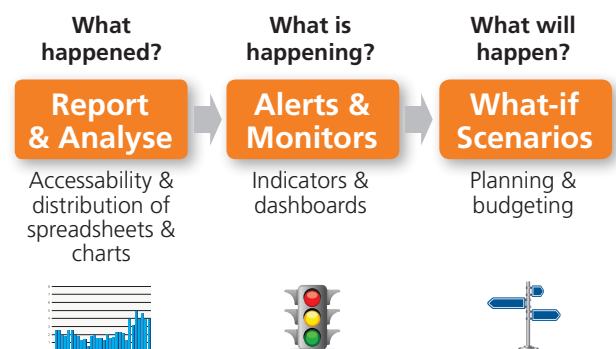 What
happened?
Report
& Analyse
Accessability &
distribution of
spreadsheets &
charts
What is
happening?
Alerts &
Monitors
Indicators &
dashboards
What will
happen?
What-if
Scenarios
Planning &
budgeting